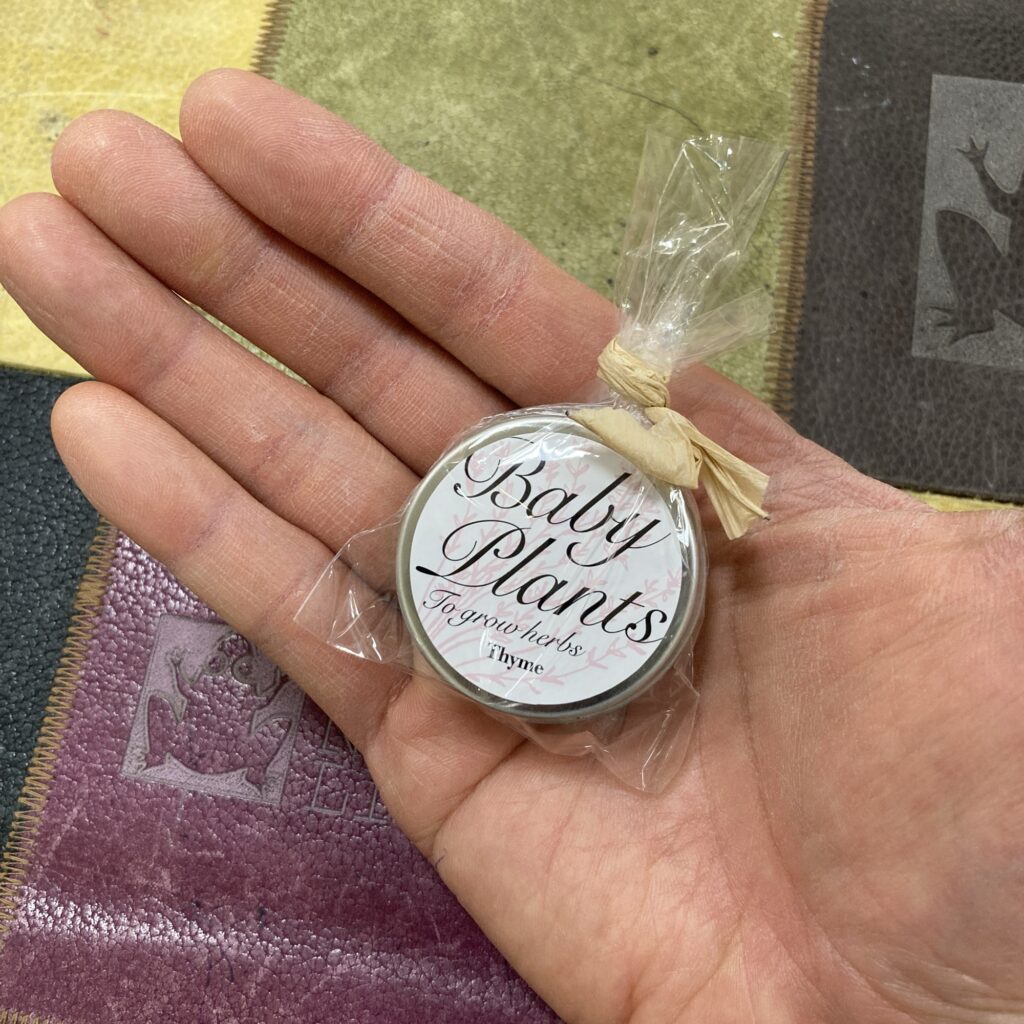 Baby
Plants
To grow herbs
Thyme